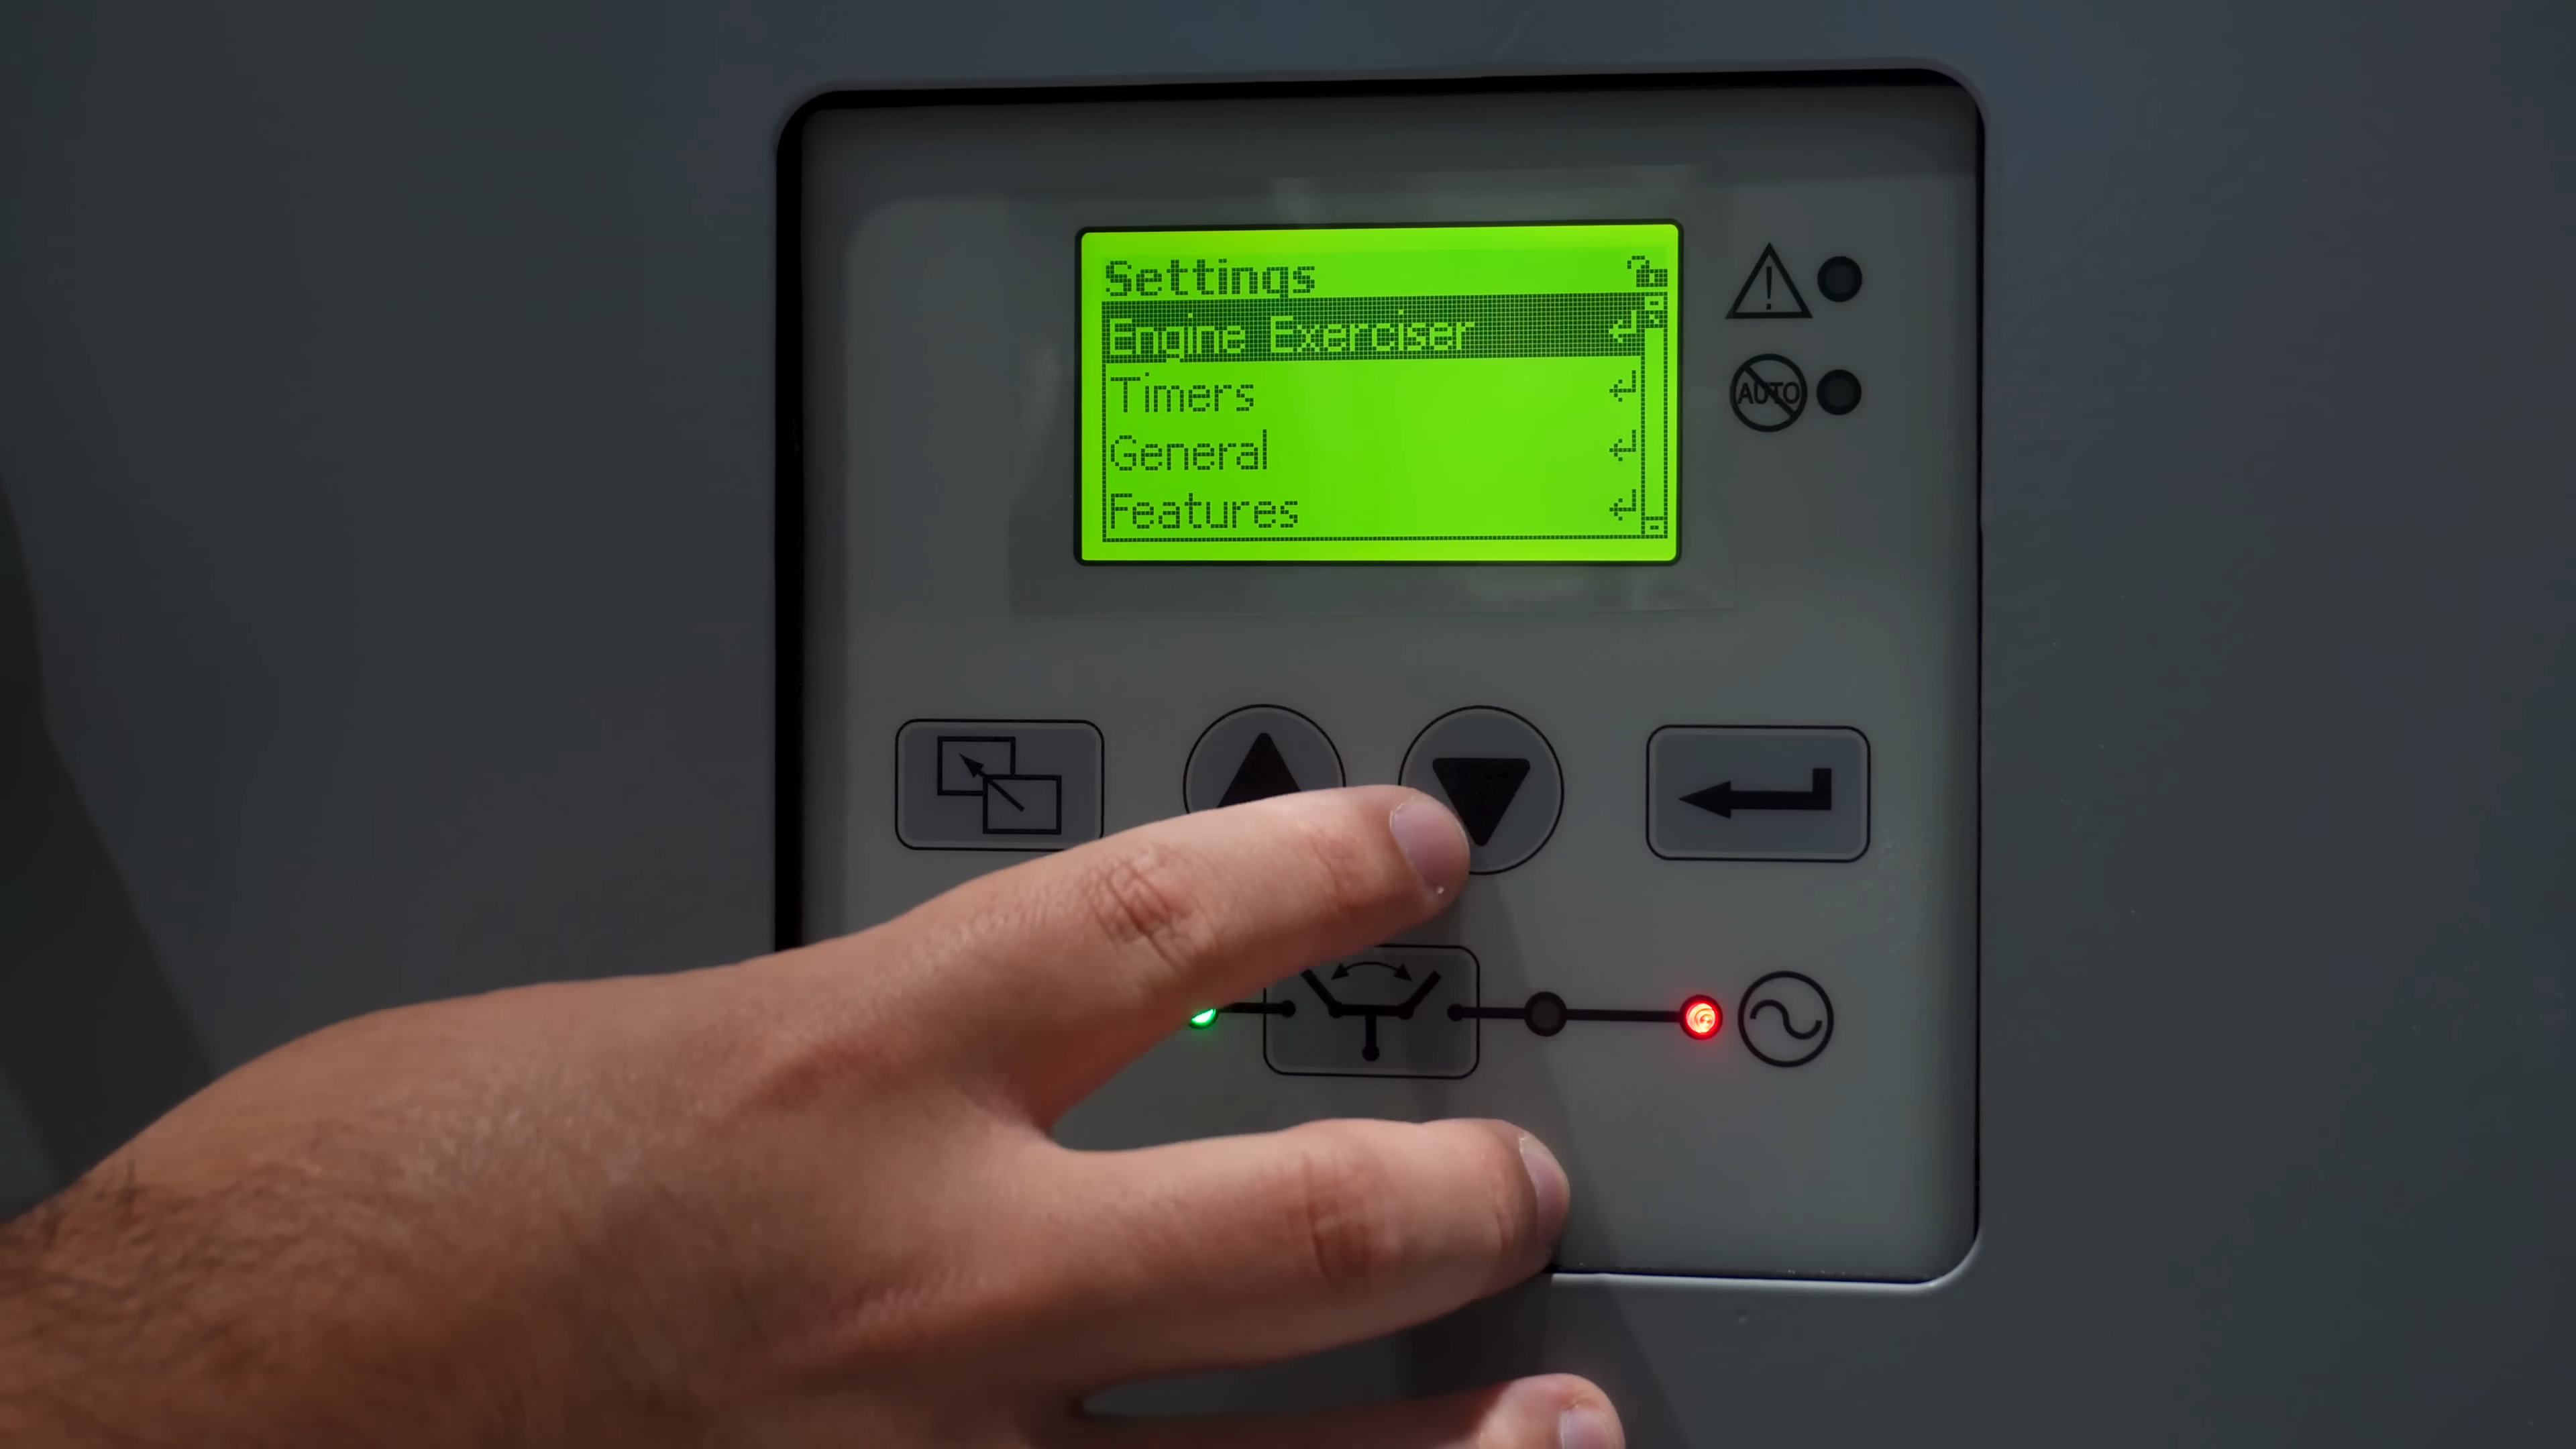 Settings
Engine Exerciser
Timers
General
Features
AUTO